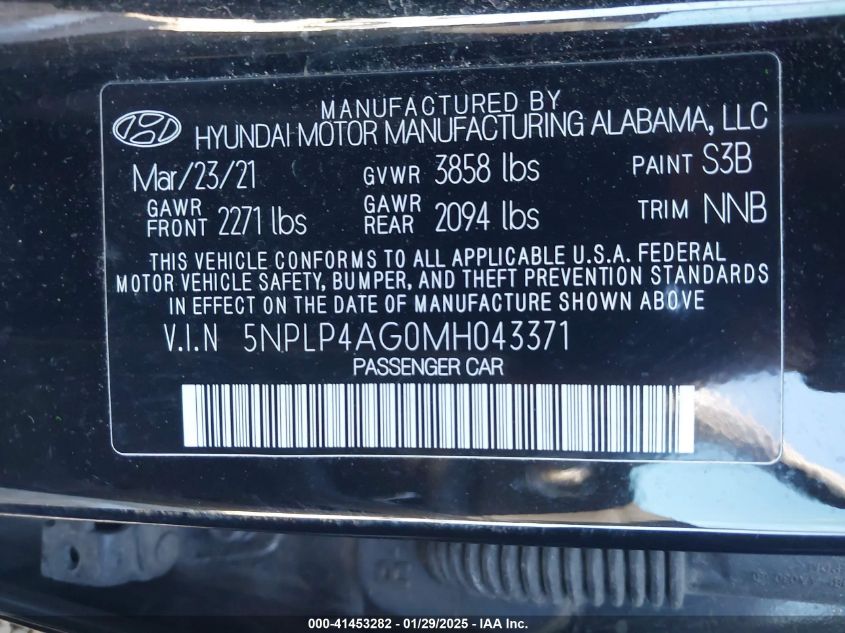 MANUFACTURED BY
HYUNDAI MOTOR MANUFACTURING ALABAMA, LLC
Mar/23/21 GVWR 3858 lbs PAINT S3B
GAWR FRONT 2271 lbs GAWR REAR 2094 lbs TRIM NNB
THIS VEHICLE CONFORMS TO ALL APPLICABLE U.S.A. FEDERAL
MOTOR VEHICLE SAFETY, BUMPER, AND THEFT PREVENTION STANDARDS
IN EFFECT ON THE DATE OF MANUFACTURE SHOWN ABOVE
V.I.N 5NPLP4AG0MH043371
PASSENGER CAR
000-41453282 - 01/29/2025 - IAA Inc.